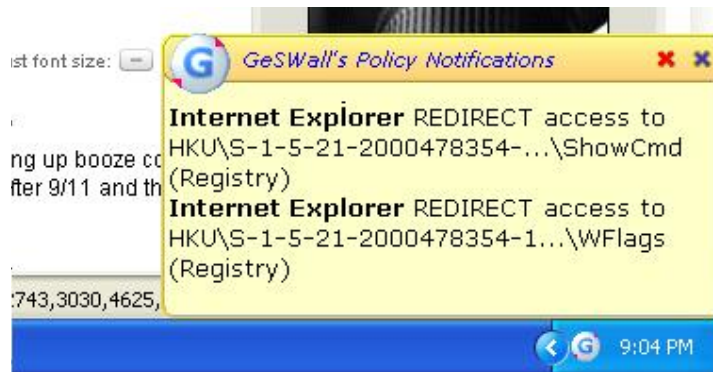 ust font size:
GeSWall's Policy Notifications
Internet Explorer REDIRECT access to
HKU\S-1-5-21-2000478354-...\ShowCmd
(Registry)
Internet Explorer REDIRECT access to
HKU\S-1-5-21-2000478354-1...\WFlags
(Registry)
ng up booze co
fter 9/11 and th
2743,3030,4625,
G 9:04 PM